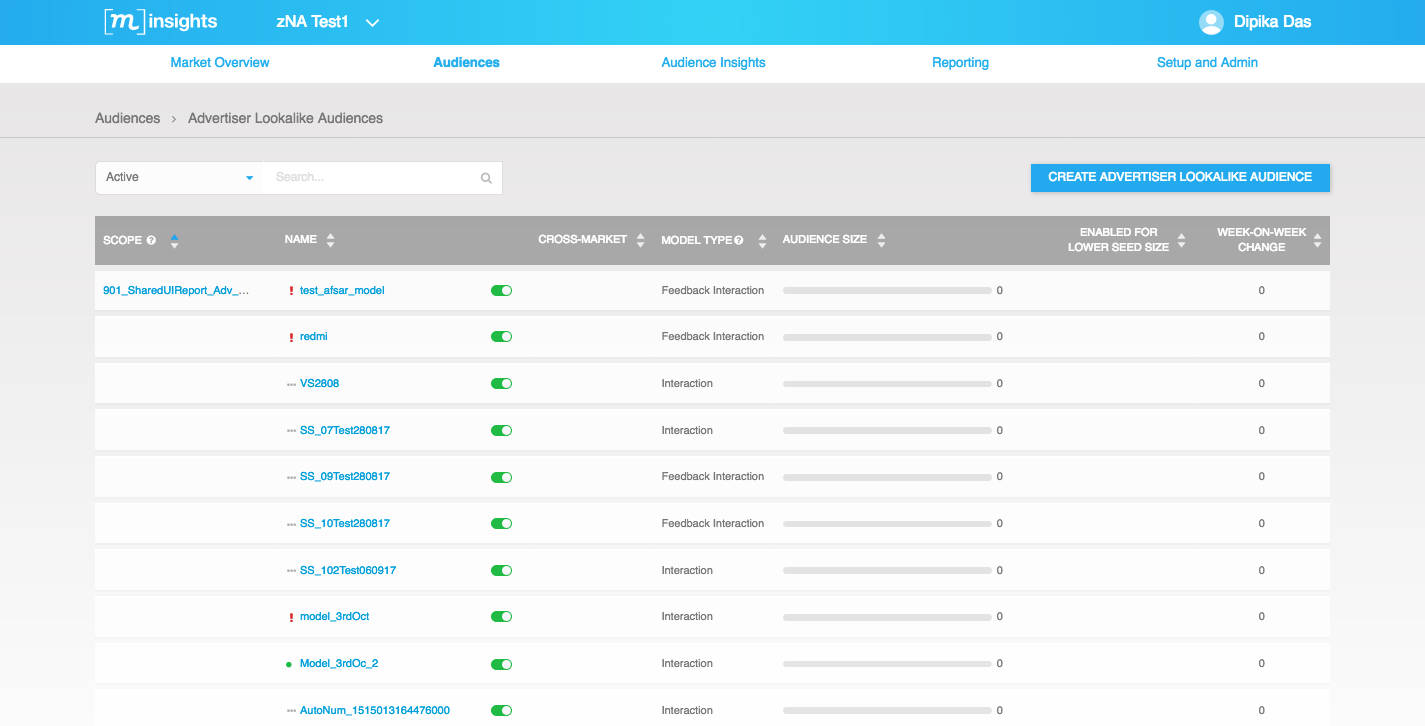 [m] insights zNA Test1 Dipika Das
Market Overview Audiences Audience Insights Reporting Setup and Admin
Audiences › Advertiser Lookalike Audiences
Active Search... CREATE ADVERTISER LOOKALIKE AUDIENCE
SCOPE ? NAME CROSS-MARKET MODEL TYPE ? AUDIENCE SIZE ENABLED FOR LOWER SEED SIZE WEEK-ON-WEEK CHANGE
901_SharedUIReport_Adv_... ! test_afsar_model Feedback Interaction 0 0
! redmi Feedback Interaction 0 0
... VS2808 Interaction 0 0
... SS_07Test280817 Interaction 0 0
... SS_09Test280817 Feedback Interaction 0 0
... SS_10Test280817 Feedback Interaction 0 0
... SS_102Test060917 Interaction 0 0
! model_3rdOct Interaction 0 0
Model_3rdOc_2 Interaction 0 0
... AutoNum_1515013164476000 Interaction 0 0